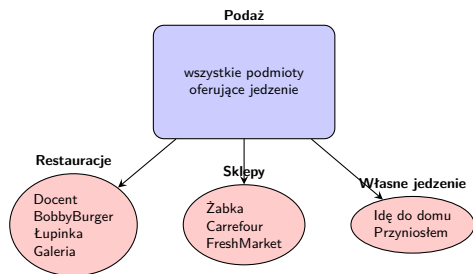 Podaż
wszystkie podmioty
oferujące jedzenie
Restauracje
Docent
BobbyBurger
Łupinka
Galeria
Sklepy
Żabka
Carrefour
FreshMarket
Własne jedzenie
Idę do domu
Przyniosłem